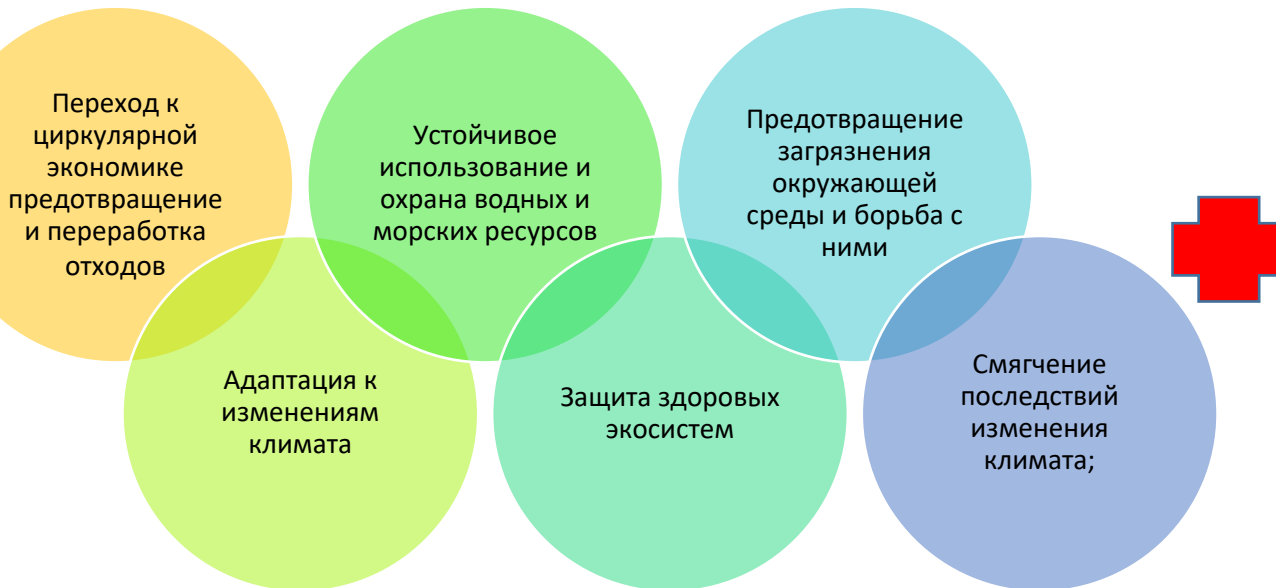 Переход к
циркулярной
экономике
предотвращение
и переработка
отходов
Адаптация к
изменениям
климата
Устойчивое
использование и
охрана водных и
морских ресурсов
Защита здоровых
экосистем
Предотвращение
загрязнения
окружающей
среды и борьба с
ними
Смягчение
последствий
изменения
климата;